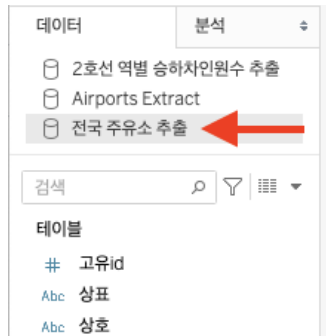 데이터 분석
2호선 역별 승하차인원수 추출
Airports Extract
전국 주유소 추출
검색
테이블
# 고유id
Abc 상표
Abc 상호